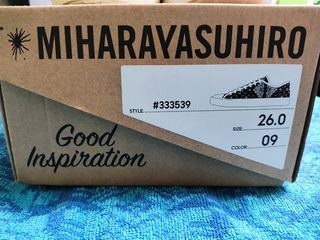 MIHARAYASUHIRO
STYLE: #333539
SIZE: 26.0
COLOR: 09
Good
Inspiration